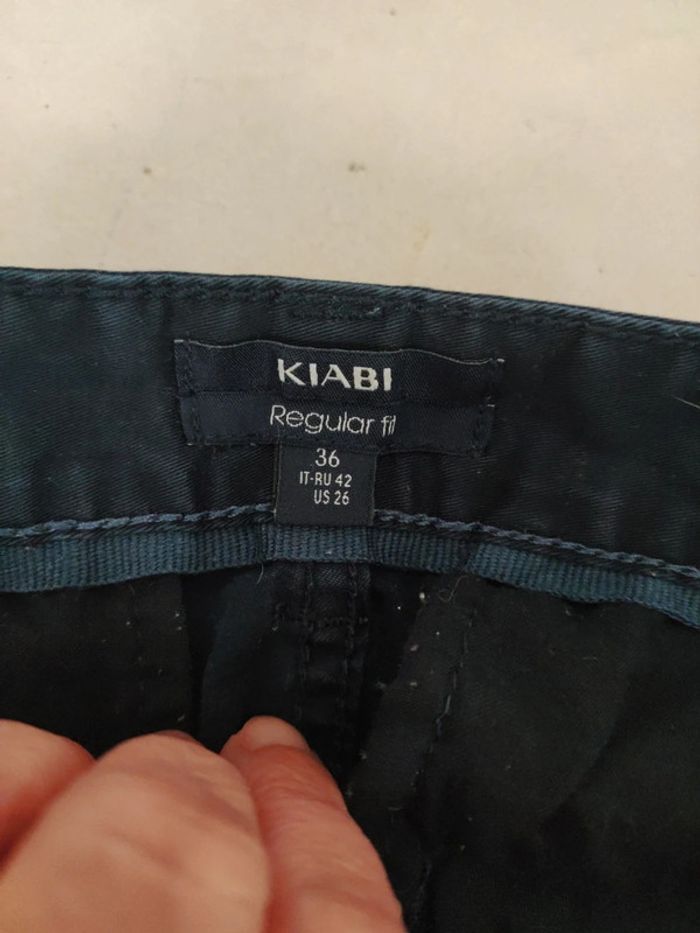 KIABI
Regular fit
36
IT-RU 42
US 26